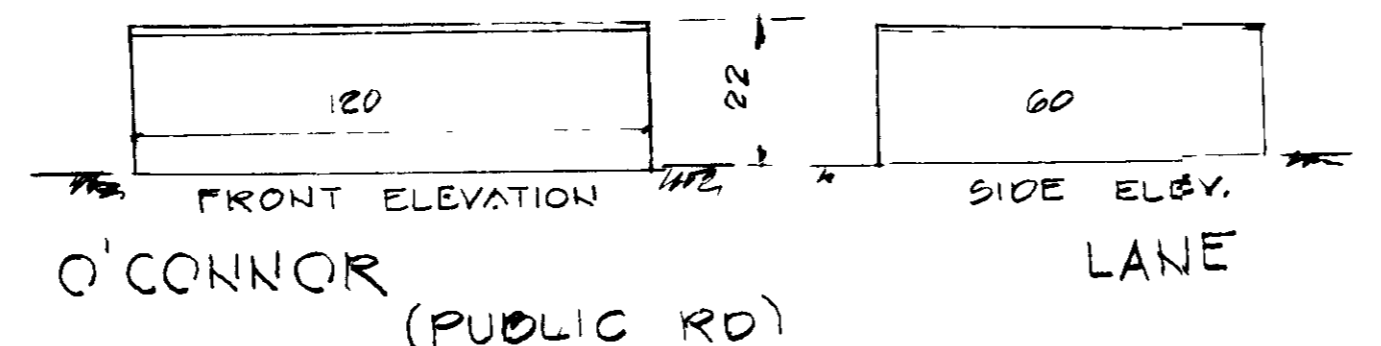 120
22
60
FRONT ELEVATION
SIDE ELEV.
O'CONNOR LANE
(PUBLIC RD)